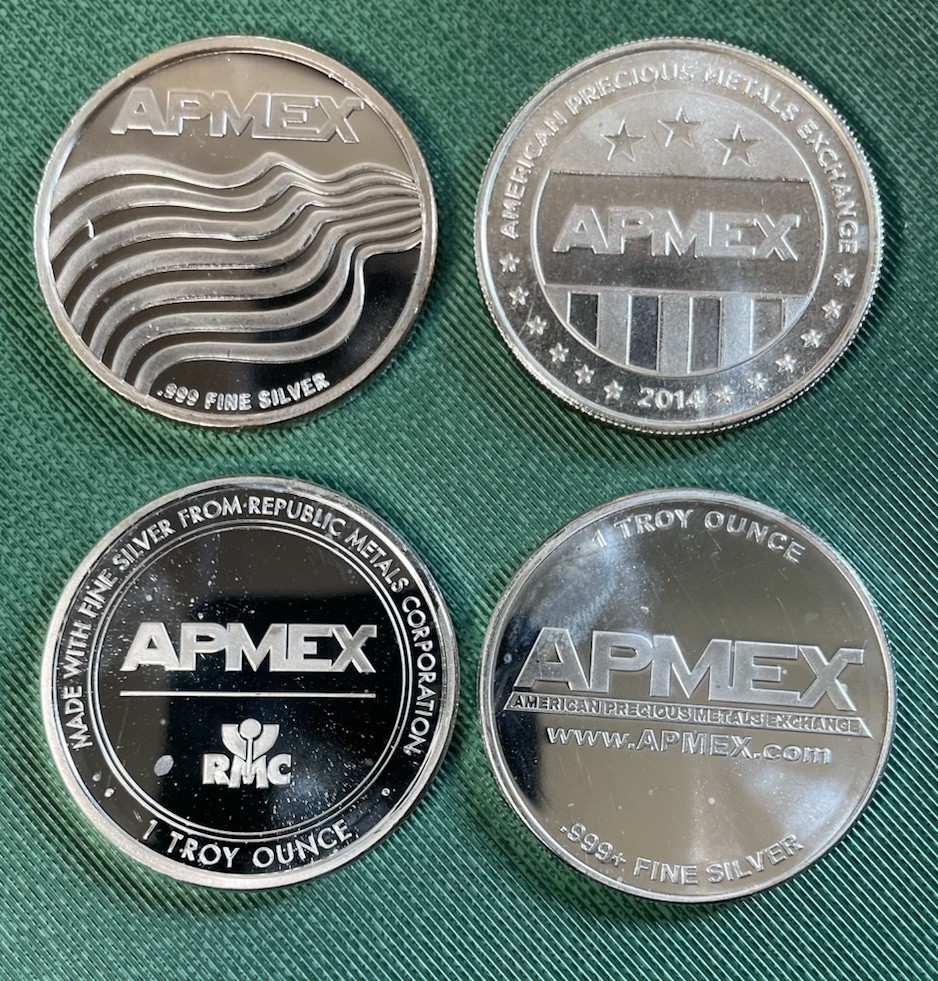 APMEX
.999 FINE SILVER
AMERICAN PRECIOUS METALS EXCHANGE
APMEX
2014
MADE WITH FINE SILVER FROM REPUBLIC METALS CORPORATION
APMEX
RMC
1 TROY OUNCE
1 TROY OUNCE
APMEX
AMERICAN PRECIOUS METALS EXCHANGE
www.APMEX.com
.999+ FINE SILVER